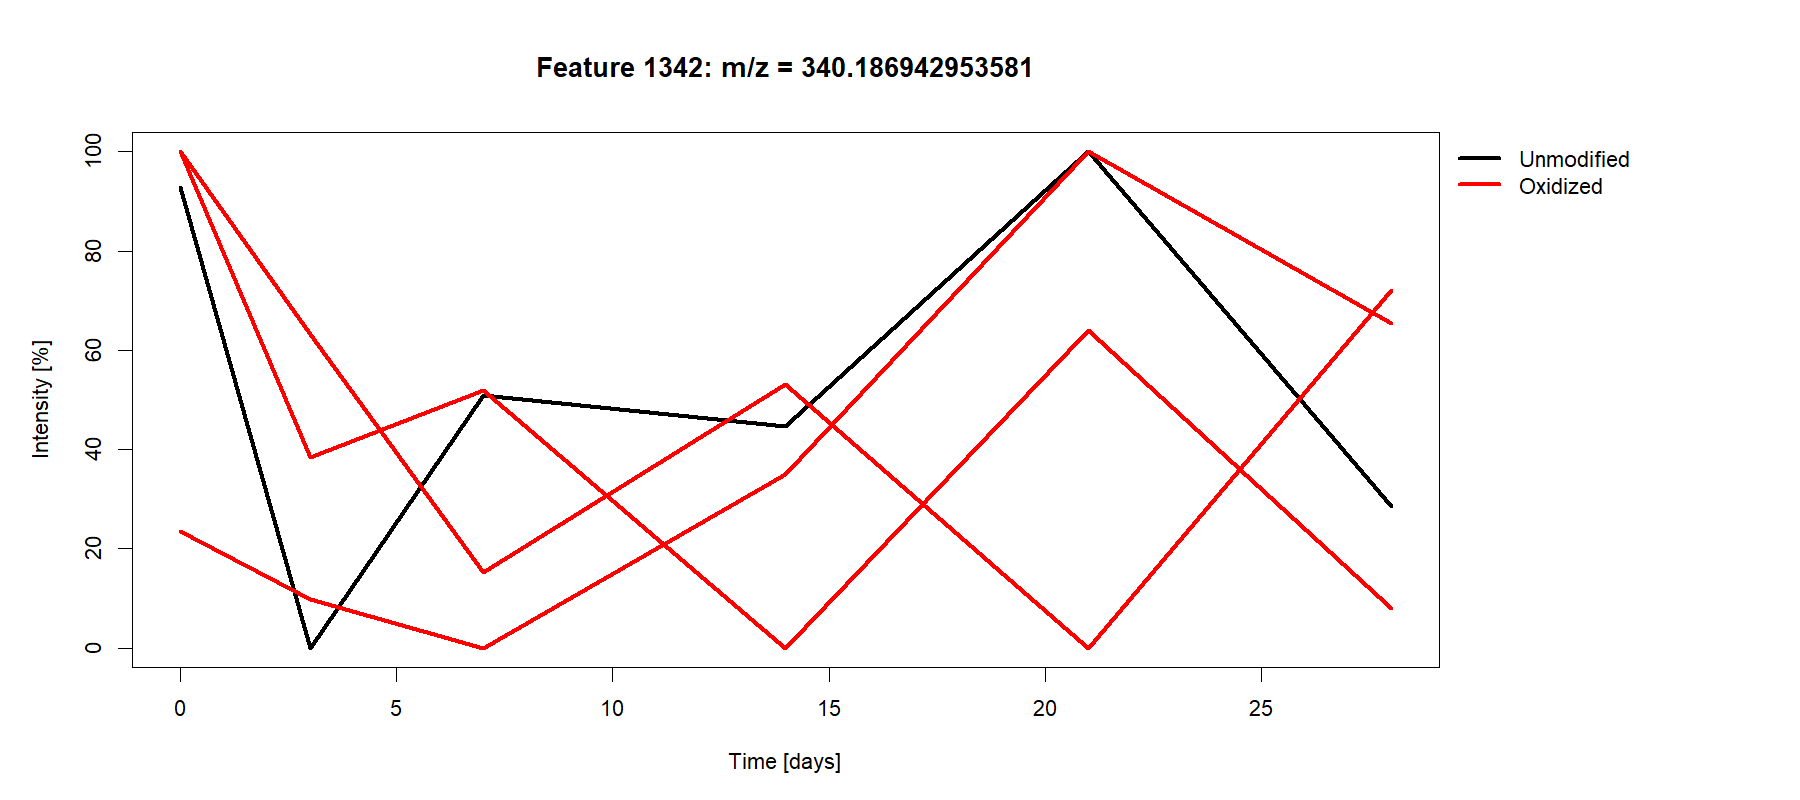 Feature 1342: m/z = 340.186942953581
Intensity [%]
100
80
60
40
20
0
0 5 10 15 20 25
Time [days]
Unmodified
Oxidized